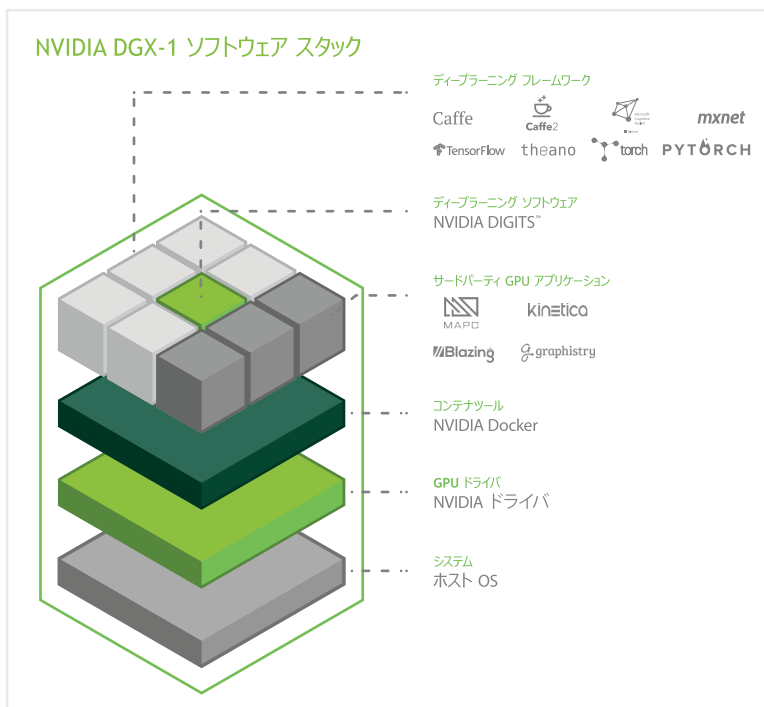 NVIDIA DGX-1 ソフトウェア スタック
ディープラーニング フレームワーク
Caffe
Caffe2
Microsoft
Cognitive
Toolkit
mxnet
TensorFlow
theano
torch
PYTORCH
ディープラーニング ソフトウェア
NVIDIA DIGITS™
サードパーティ GPU アプリケーション
MAPD
kinetica
Blazing
graphistry
コンテナツール
NVIDIA Docker
GPU ドライバ
NVIDIA ドライバ
システム
ホスト OS